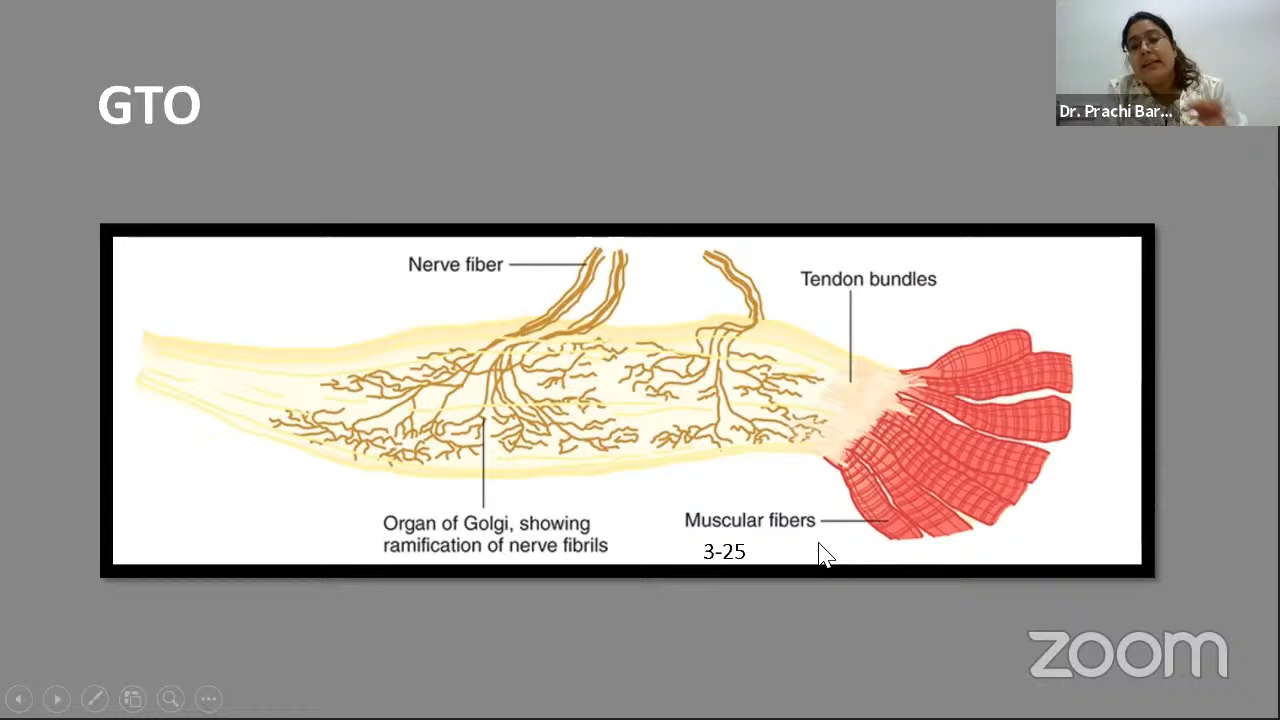 GTO
Dr. Prachi Bar...
Nerve fiber
Tendon bundles
Organ of Golgi, showing
ramification of nerve fibrils
Muscular fibers
3-25
zoom